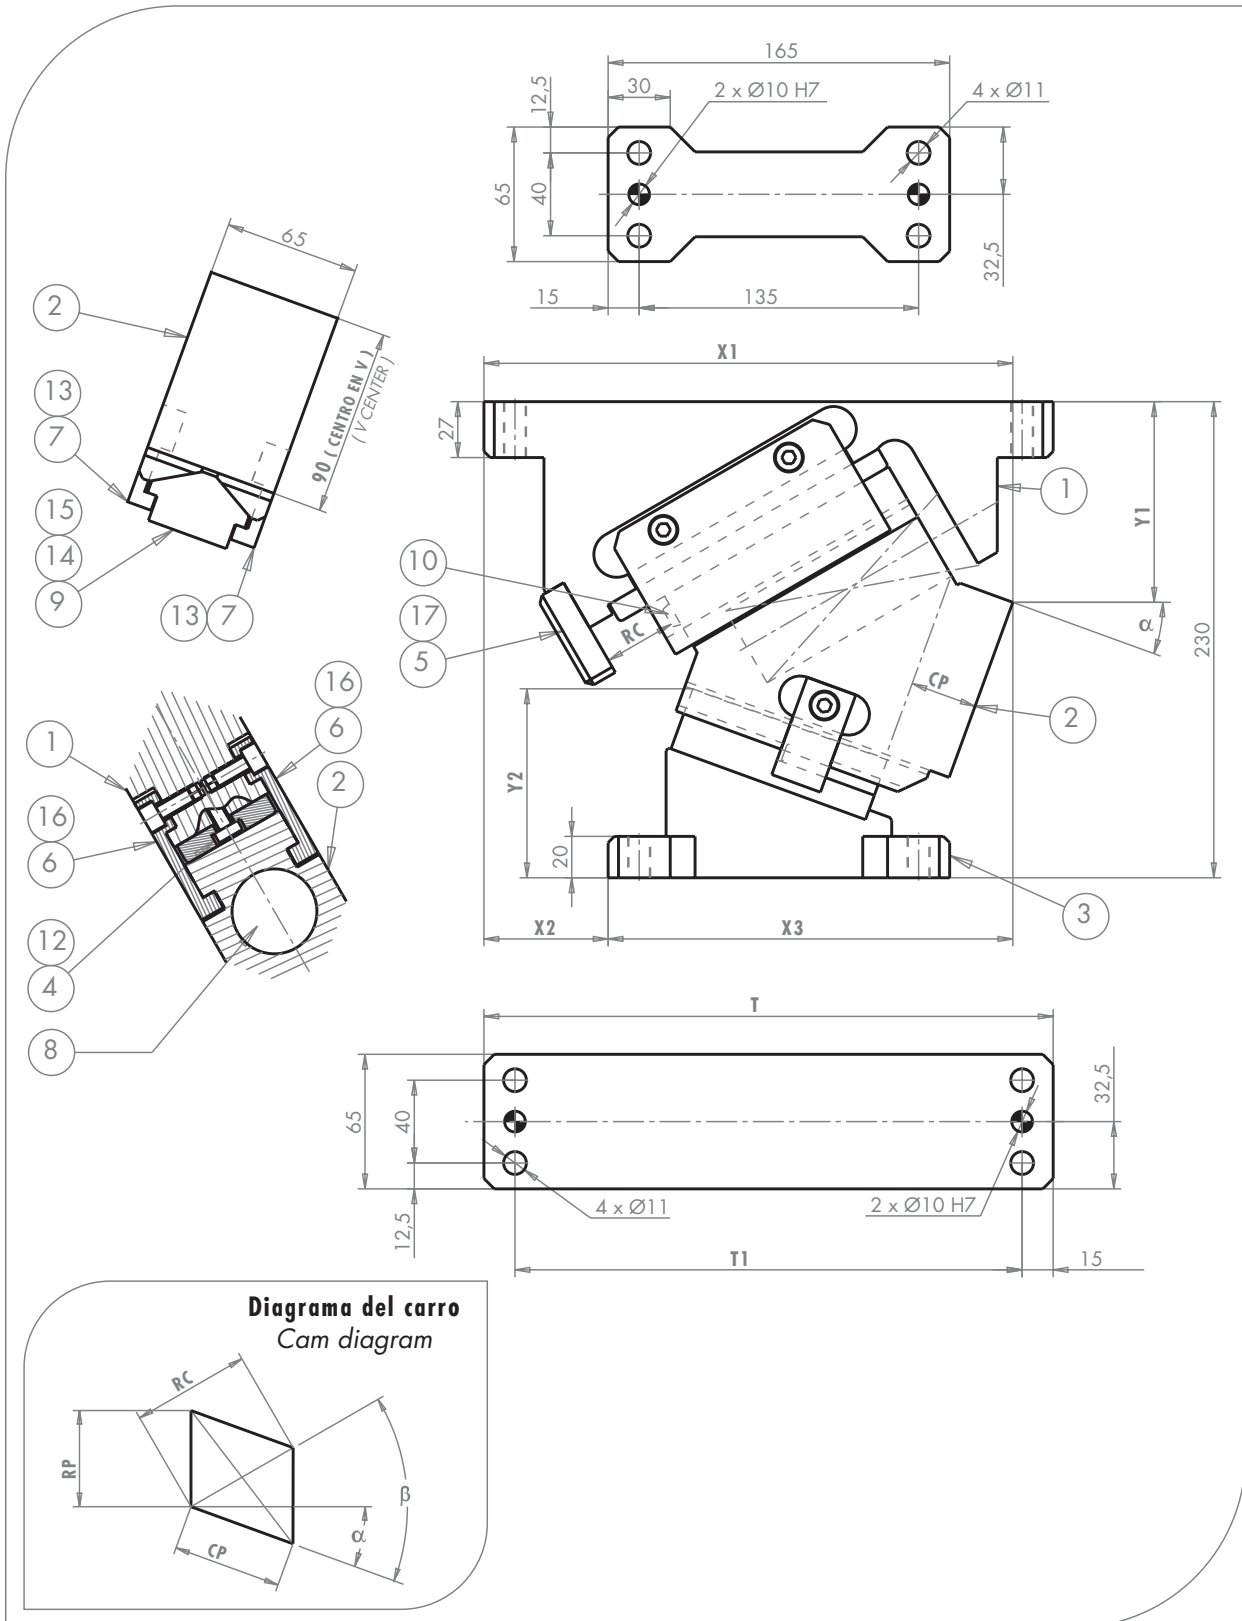 165
30
2 x Ø10 H7
4 x Ø11
12,5
65
40
32,5
15
135
65
2
90 ( CENTRO EN V )
( V CENTER )
13
7
15
14
9
13
7
X1
27
1
Y1
10
17
5
RC
α
230
CP
2
16
6
1
2
16
6
Y2
20
3
12
4
8
X2
X3
T
65
40
32,5
12,5
4 x Ø11
2 x Ø10 H7
T1
15
Diagrama del carro
Cam diagram
RC
RP
β
α
CP